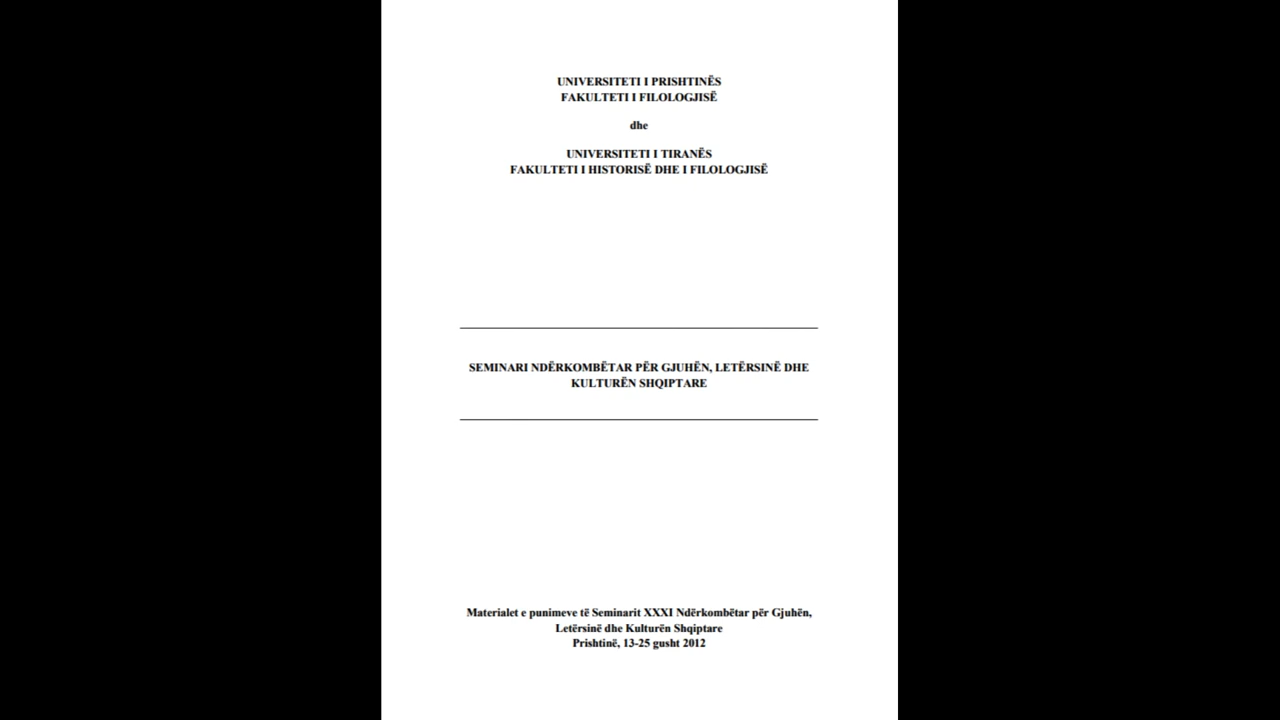 UNIVERSITETI I PRISHTINËS
FAKULTETI I FILOLOGJISË
dhe
UNIVERSITETI I TIRANËS
FAKULTETI I HISTORISË DHE I FILOLOGJISË
SEMINARI NDËRKOMBËTAR PËR GJUHËN, LETËRSINË DHE
KULTURËN SHQIPTARE
Materialet e punimeve të Seminarit XXXI Ndërkombëtar për Gjuhën,
Letërsinë dhe Kulturën Shqiptare
Prishtinë, 13-25 gusht 2012